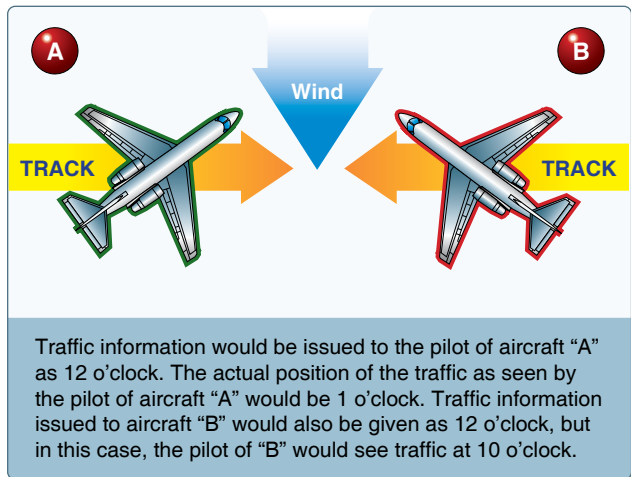 A
B
Wind
TRACK
TRACK
Traffic information would be issued to the pilot of aircraft “A”
as 12 o’clock. The actual position of the traffic as seen by
the pilot of aircraft “A” would be 1 o’clock. Traffic information
issued to aircraft “B” would also be given as 12 o’clock, but
in this case, the pilot of “B” would see traffic at 10 o’clock.